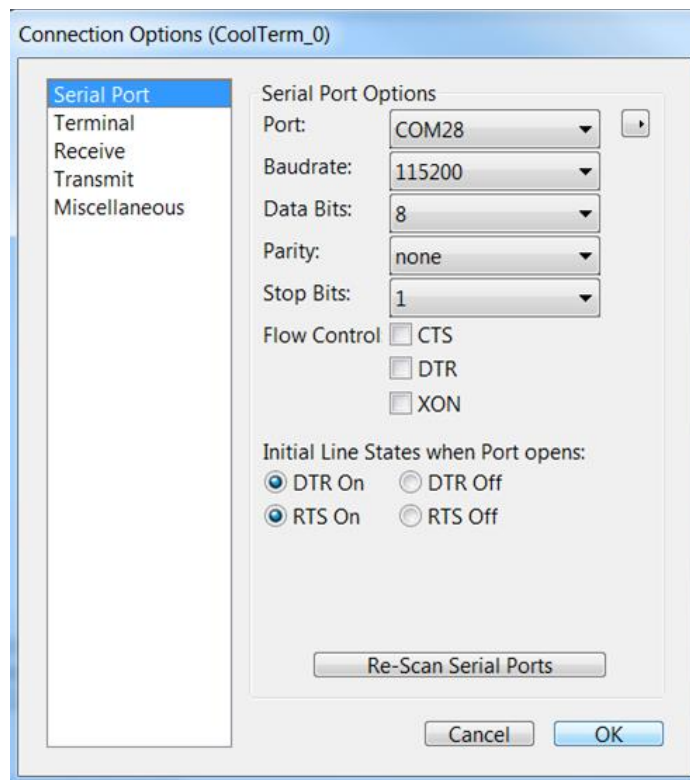 Connection Options (CoolTerm_0)
Serial Port
Terminal
Receive
Transmit
Miscellaneous
Serial Port Options
Port: COM28
Baudrate: 115200
Data Bits: 8
Parity: none
Stop Bits: 1
Flow Control CTS
DTR
XON
Initial Line States when Port opens:
DTR On DTR Off
RTS On RTS Off
Re-Scan Serial Ports
Cancel OK